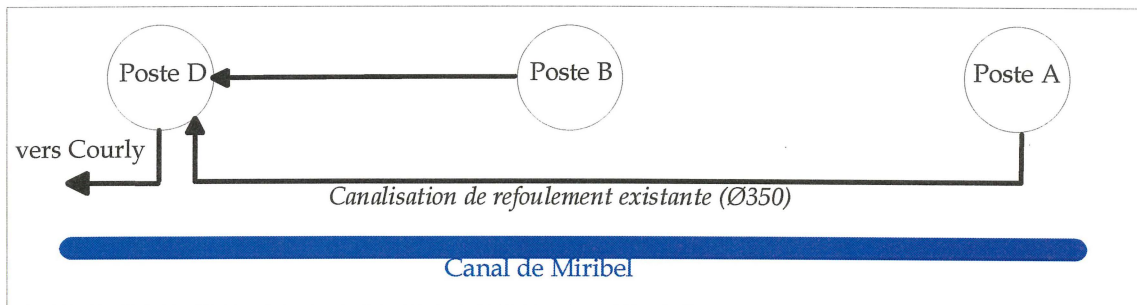 Poste D
Poste B
Poste A
vers Courly
Canalisation de refoulement existante (Ø350)
Canal de Miribel